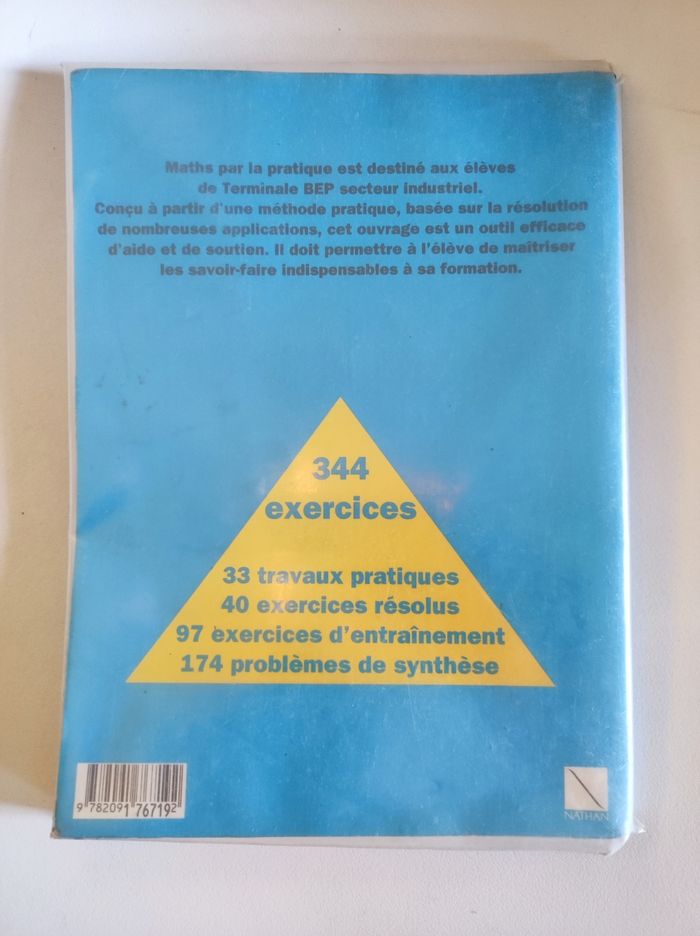 Maths par la pratique est destiné aux élèves
de Terminale BEP secteur industriel.
Conçu à partir d'une méthode pratique, basée sur la résolution
de nombreuses applications, cet ouvrage est un outil efficace
d'aide et de soutien. Il doit permettre à l'élève de maîtriser
les savoir-faire indispensables à sa formation.
344
exercices
33 travaux pratiques
40 exercices résolus
97 exercices d'entraînement
174 problèmes de synthèse
9 782091 767192
NATHAN